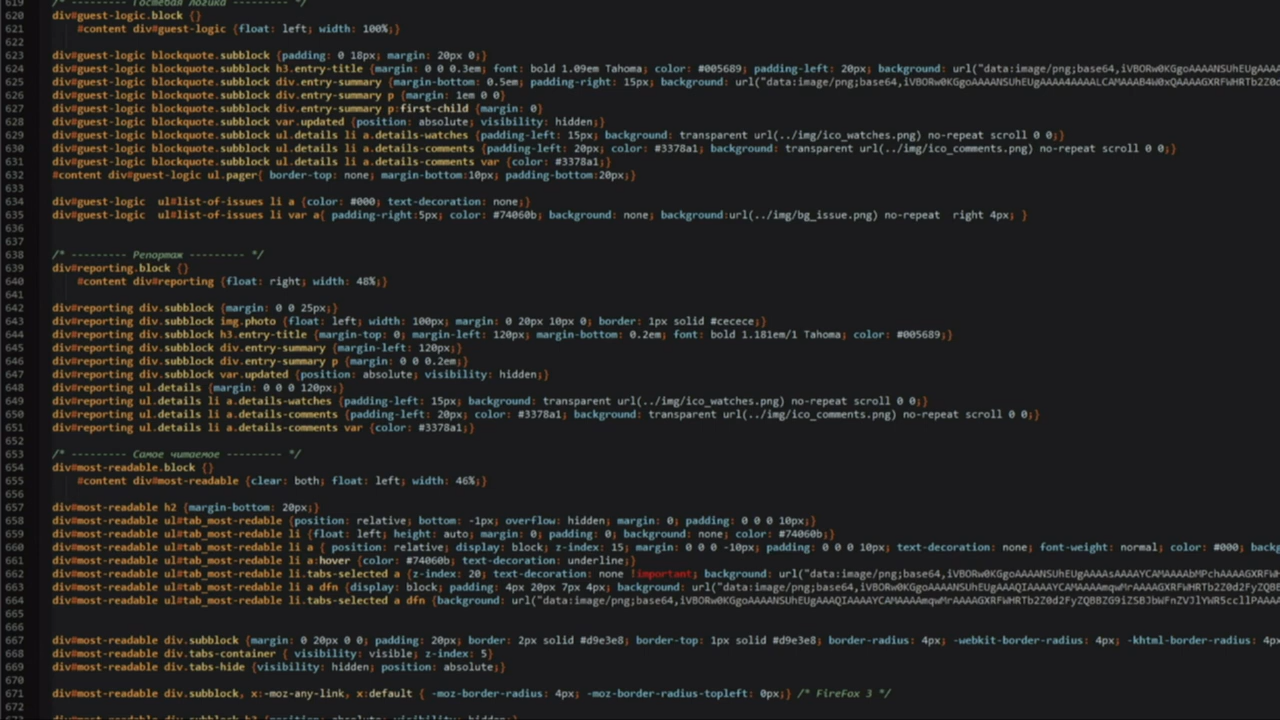 619 /* --------- Гостевая логика --------- */
620 div#guest-logic.block {}
621 #content div#guest-logic {float: left; width: 100%;}
622
623 div#guest-logic blockquote.subblock {padding: 0 18px; margin: 20px 0;}
624 div#guest-logic blockquote.subblock h3.entry-title {margin: 0 0 0.3em; font: bold 1.09em Tahoma; color: #005689; padding-left: 20px; background: url("data:image/png;base64,
625 div#guest-logic blockquote.subblock div.entry-summary {margin-bottom: 0.5em; padding-right: 15px; background: url("data:image/png;base64,
626 div#guest-logic blockquote.subblock div.entry-summary p {margin: 1em 0 0}
627 div#guest-logic blockquote.subblock div.entry-summary p:first-child {margin: 0}
628 div#guest-logic blockquote.subblock var.updated {position: absolute; visibility: hidden;}
629 div#guest-logic blockquote.subblock ul.details li a.details-watches {padding-left: 15px; background: transparent url(../img/ico_watches.png) no-repeat scroll 0 0;}
630 div#guest-logic blockquote.subblock ul.details li a.details-comments {padding-left: 20px; color: #3378a1; background: transparent url(../img/ico_comments.png) no-repeat scroll 0 0;}
631 div#guest-logic blockquote.subblock ul.details li a.details-comments var {color: #3378a1;}
632 #content div#guest-logic ul.pager{ border-top: none; margin-bottom:10px; padding-bottom:20px;}
633
634 div#guest-logic ul#list-of-issues li a {color: #000; text-decoration: none;}
635 div#guest-logic ul#list-of-issues li var a{ padding-right:5px; color: #74060b; background: none; background:url(../img/bg_issue.png) no-repeat right 4px; }
636
637
638 /* --------- Репортаж --------- */
639 div#reporting.block {}
640 #content div#reporting {float: right; width: 48%;}
641
642 div#reporting div.subblock {margin: 0 0 25px;}
643 div#reporting div.subblock img.photo {float: left; width: 100px; margin: 0 20px 10px 0; border: 1px solid #cecece;}
644 div#reporting div.subblock h3.entry-title {margin-top: 0; margin-left: 120px; margin-bottom: 0.2em; font: bold 1.181em/1 Tahoma; color: #005689;}
645 div#reporting div.subblock div.entry-summary {margin-left: 120px;}
646 div#reporting div.subblock div.entry-summary p {margin: 0 0 0.2em;}
647 div#reporting div.subblock var.updated {position: absolute; visibility: hidden;}
648 div#reporting ul.details {margin: 0 0 0 120px;}
649 div#reporting ul.details li a.details-watches {padding-left: 15px; background: transparent url(../img/ico_watches.png) no-repeat scroll 0 0;}
650 div#reporting ul.details li a.details-comments {padding-left: 20px; color: #3378a1; background: transparent url(../img/ico_comments.png) no-repeat scroll 0 0;}
651 div#reporting ul.details li a.details-comments var {color: #3378a1;}
652
653 /* --------- Самое читаемое --------- */
654 div#most-readable.block {}
655 #content div#most-readable {clear: both; float: left; width: 46%;}
656
657 div#most-readable h2 {margin-bottom: 20px;}
658 div#most-readable ul#tab_most-redable {position: relative; bottom: -1px; overflow: hidden; margin: 0; padding: 0 0 0 10px;}
659 div#most-readable ul#tab_most-redable li {float: left; height: auto; margin: 0; padding: 0; background: none; color: #74060b;}
660 div#most-readable ul#tab_most-redable li a { position: relative; display: block; z-index: 15; margin: 0 0 0 -10px; padding: 0 0 0 10px; text-decoration: none; font-weight: normal; color: #000; backg
661 div#most-readable ul#tab_most-redable li a:hover {color: #74060b; text-decoration: underline;}
662 div#most-readable ul#tab_most-redable li.tabs-selected a {z-index: 20; text-decoration: none !important; background: url("data:image/png;base64,
663 div#most-readable ul#tab_most-redable li a dfn {display: block; padding: 4px 20px 7px 4px; background: url("data:image/png;base64,
664 div#most-readable ul#tab_most-redable li.tabs-selected a dfn {background: url("data:image/png;base64,
665
666
667 div#most-readable div.subblock {margin: 0 20px 0 0; padding: 20px; border: 2px solid #d9e3e8; border-top: 1px solid #d9e3e8; border-radius: 4px; -webkit-border-radius: 4px; -khtml-border-radius: 4px
668 div#most-readable div.tabs-container { visibility: visible; z-index: 5}
669 div#most-readable div.tabs-hide {visibility: hidden; position: absolute;}
670
671 div#most-readable div.subblock, x:-moz-any-link, x:default { -moz-border-radius: 4px; -moz-border-radius-topleft: 0px;} /* FireFox 3 */
672